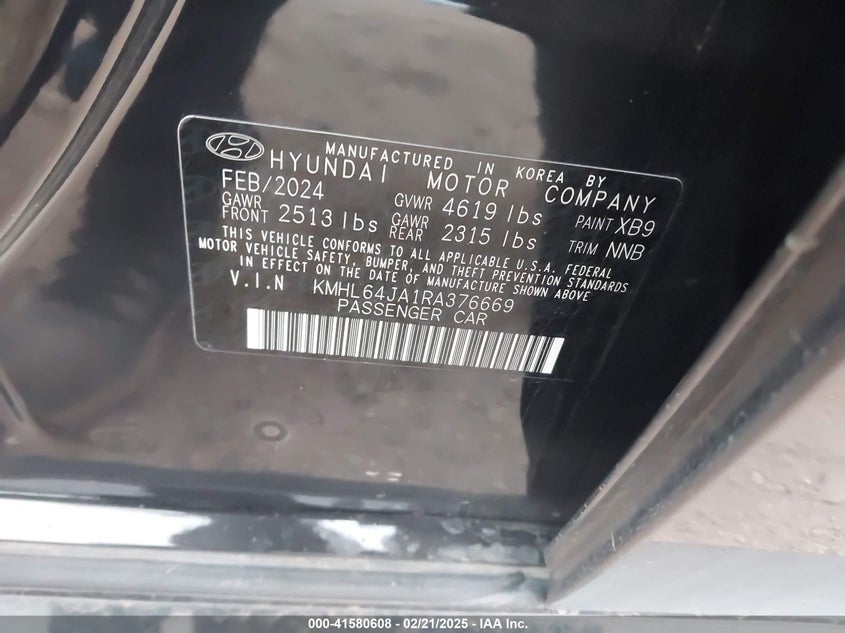 MANUFACTURED IN KOREA BY
HYUNDAI MOTOR COMPANY
FEB/2024 GVWR 4619 lbs PAINT XB9
GAWR FRONT 2513 lbs GAWR REAR 2315 lbs TRIM NNB
THIS VEHICLE CONFORMS TO ALL APPLICABLE U.S.A. FEDERAL
MOTOR VEHICLE SAFETY, BUMPER, AND THEFT PREVENTION STANDARDS
IN EFFECT ON THE DATE OF MANUFACTURE SHOWN ABOVE
V.I.N KMHL64JA1RA376669
PASSENGER CAR
000-41580608 - 02/21/2025 - IAA Inc.